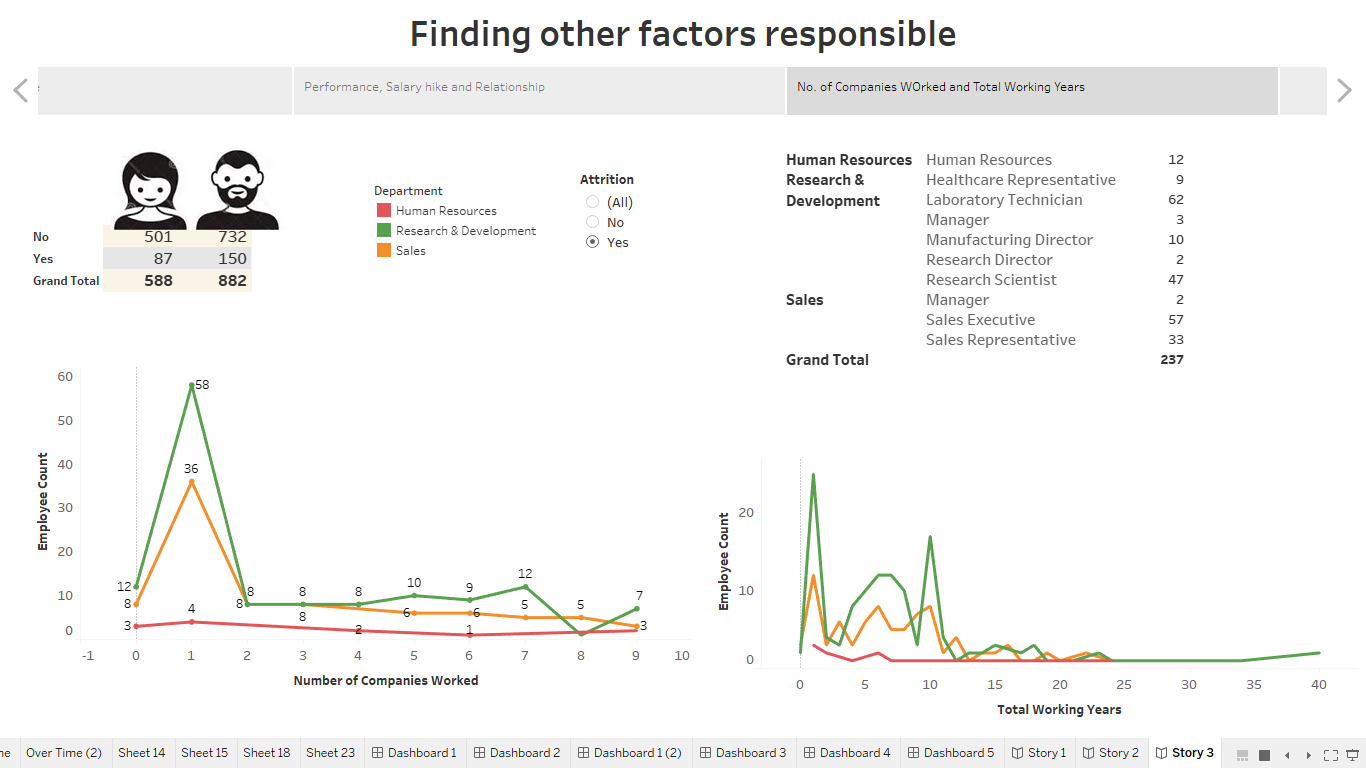 Finding other factors responsible
Performance, Salary hike and Relationship
No. of Companies WOrked and Total Working Years
No 501 732
Yes 87 150
Grand Total 588 882
Department
Human Resources
Research & Development
Sales
Attrition
(All)
No
Yes
Human Resources Human Resources 12
Research & Healthcare Representative 9
Development Laboratory Technician 62
Manager 3
Manufacturing Director 10
Research Director 2
Research Scientist 47
Sales Manager 2
Sales Executive 57
Sales Representative 33
Grand Total 237
Employee Count
60
50
40
30
20
10
0
58
36
12
8
3
4
8
8
8
8
8
2
10
6
9
6
1
12
5
5
7
3
-1 0 1 2 3 4 5 6 7 8 9 10
Number of Companies Worked
Employee Count
20
10
0
0 5 10 15 20 25 30 35 40
Total Working Years
ne Over Time (2) Sheet 14 Sheet 15 Sheet 18 Sheet 23 Dashboard 1 Dashboard 2 Dashboard 1 (2) Dashboard 3 Dashboard 4 Dashboard 5 Story 1 Story 2 Story 3